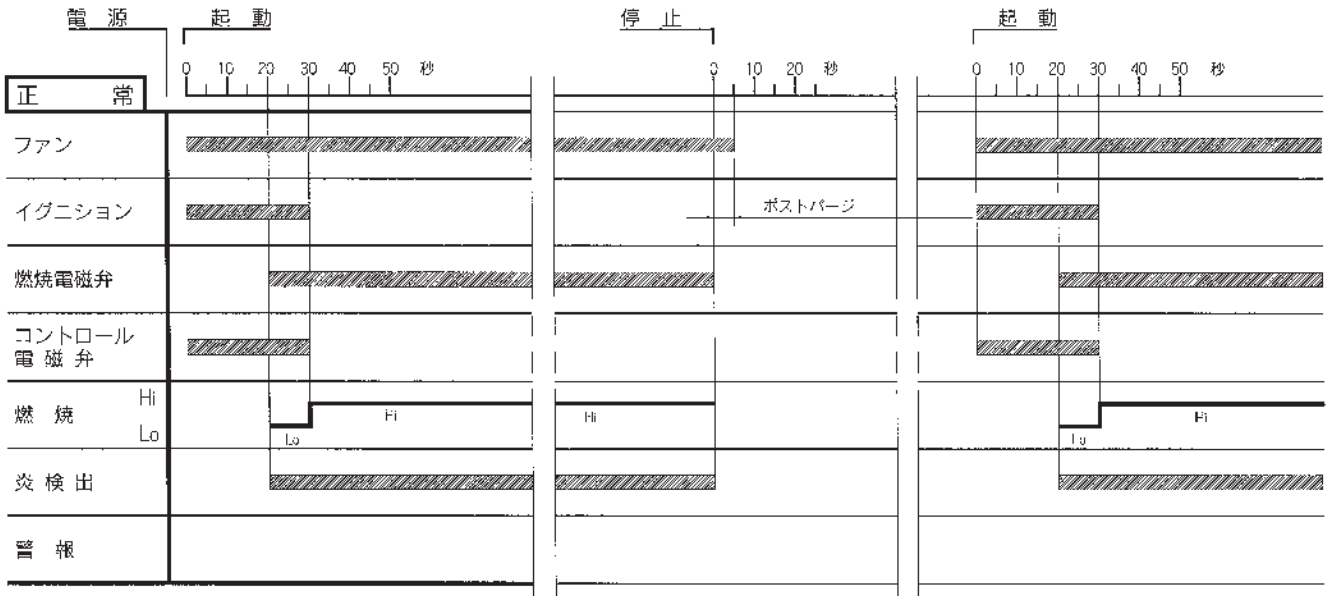 電源 起動 停止 起動
0 10 20 30 40 50 秒 0 10 20 秒 0 10 20 30 40 50 秒
正常
ファン
イグニション ポストパージ
燃焼電磁弁
コントロール
電磁弁
燃焼 Hi Hi Hi Hi
Lo Lo Lo
炎検出
警報